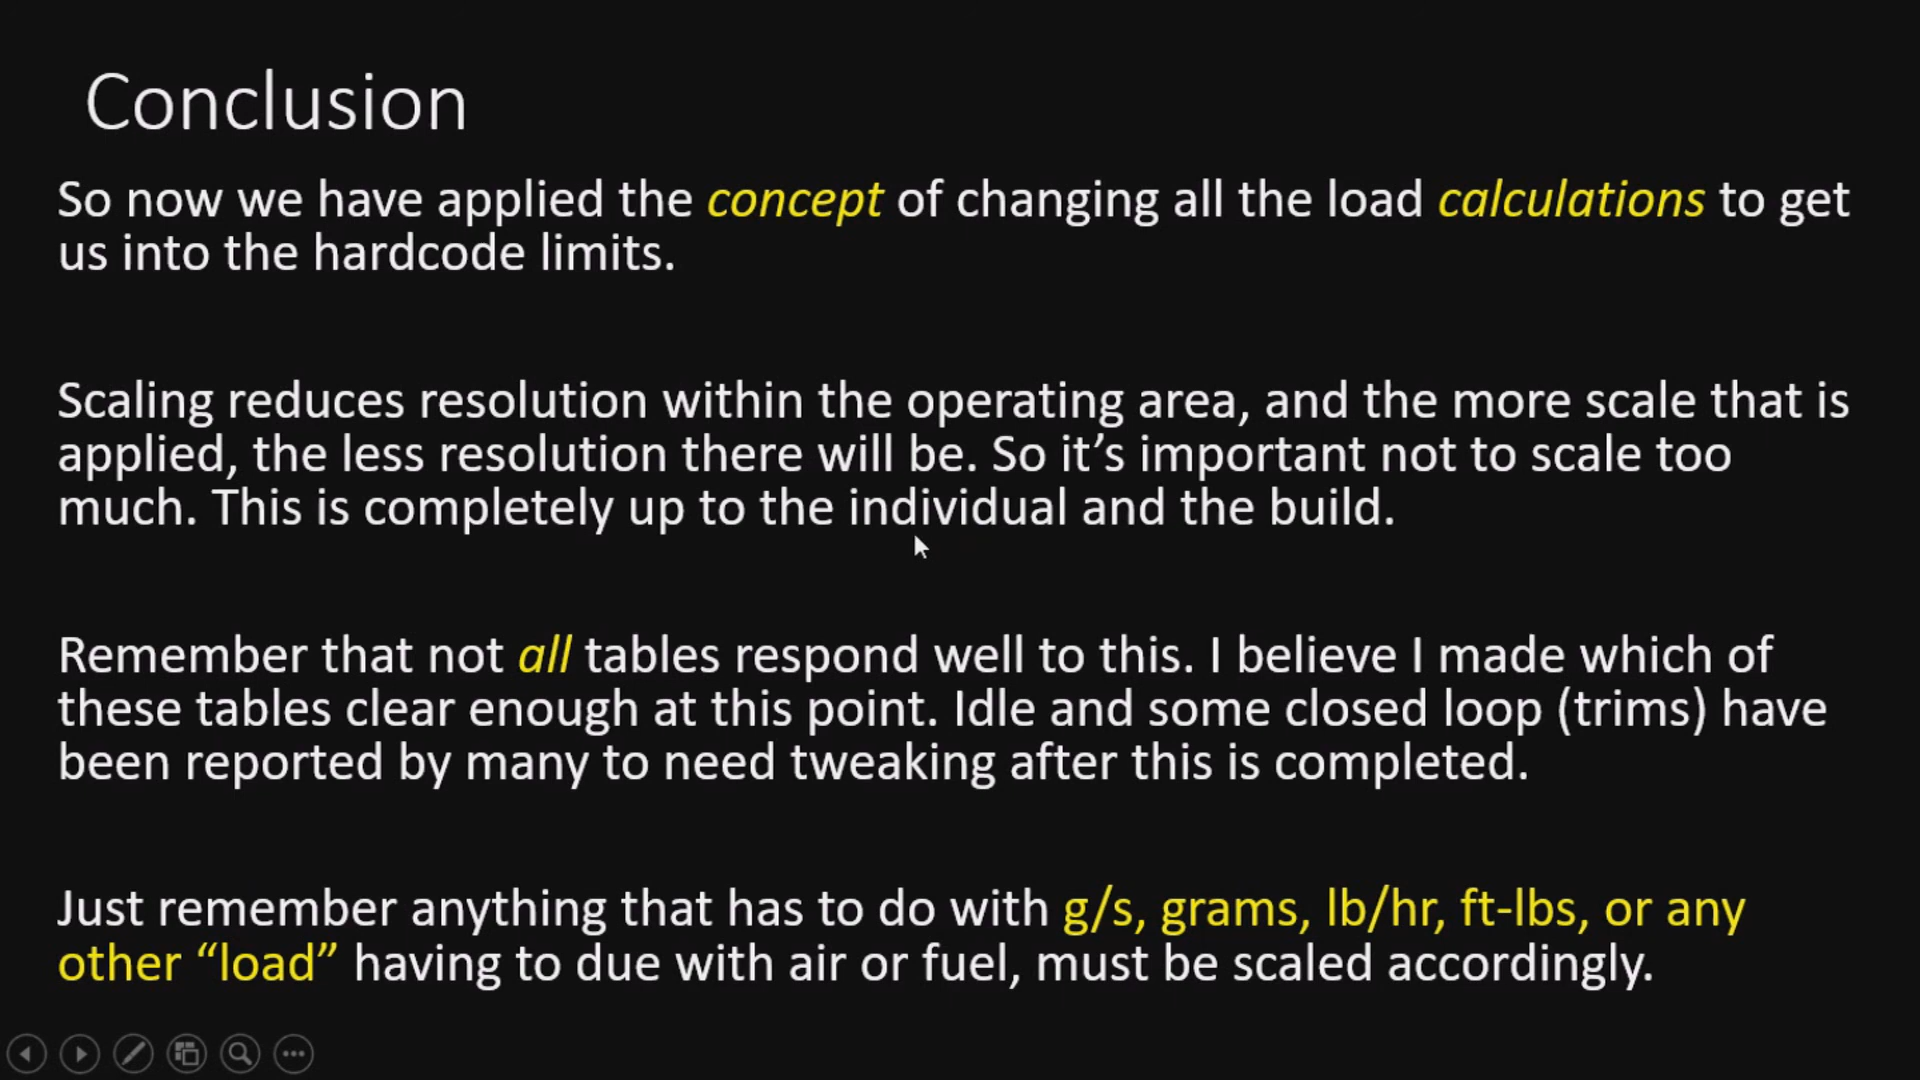 Conclusion
So now we have applied the concept of changing all the load calculations to get
us into the hardcode limits.
Scaling reduces resolution within the operating area, and the more scale that is
applied, the less resolution there will be. So it’s important not to scale too
much. This is completely up to the individual and the build.
Remember that not all tables respond well to this. I believe I made which of
these tables clear enough at this point. Idle and some closed loop (trims) have
been reported by many to need tweaking after this is completed.
Just remember anything that has to do with g/s, grams, lb/hr, ft-lbs, or any
other “load” having to due with air or fuel, must be scaled accordingly.